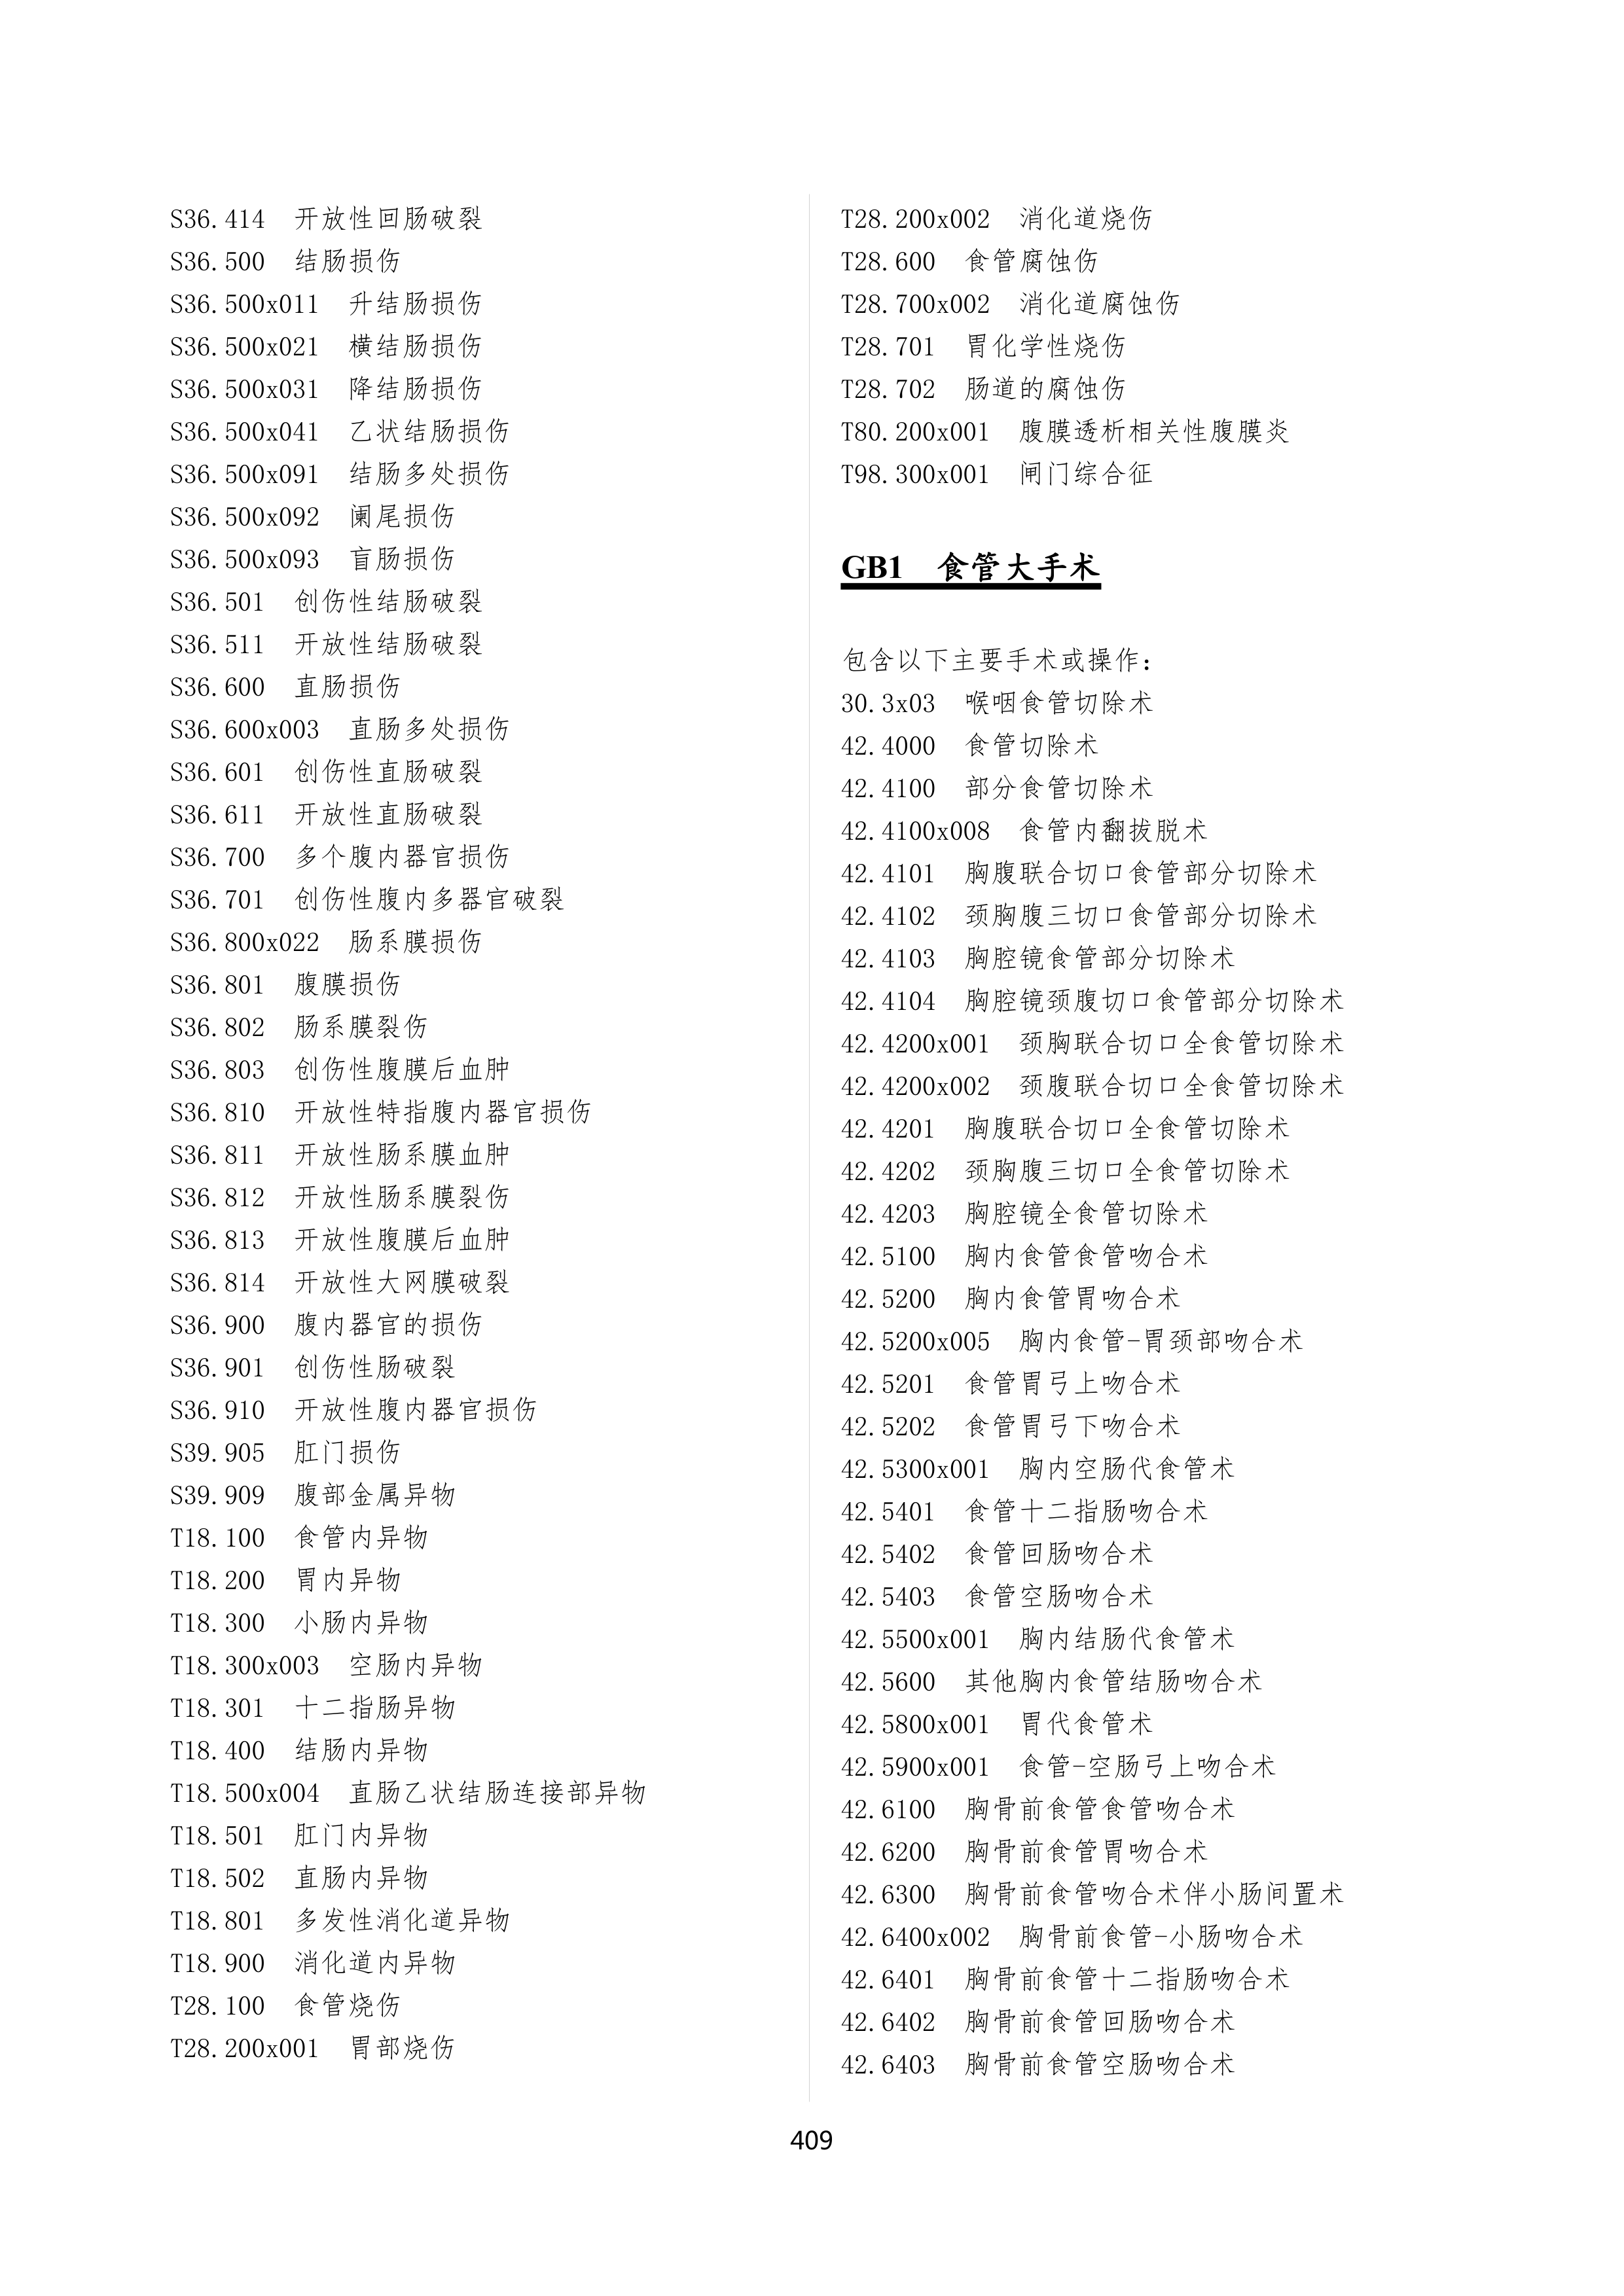 S36.414  开放性回肠破裂
S36.500  结肠损伤
S36.500x011  升结肠损伤
S36.500x021  横结肠损伤
S36.500x031  降结肠损伤
S36.500x041  乙状结肠损伤
S36.500x091  结肠多处损伤
S36.500x092  阑尾损伤
S36.500x093  盲肠损伤
S36.501  创伤性结肠破裂
S36.511  开放性结肠破裂
S36.600  直肠损伤
S36.600x003  直肠多处损伤
S36.601  创伤性直肠破裂
S36.611  开放性直肠破裂
S36.700  多个腹内器官损伤
S36.701  创伤性腹内多器官破裂
S36.800x022  肠系膜损伤
S36.801  腹膜损伤
S36.802  肠系膜裂伤
S36.803  创伤性腹膜后血肿
S36.810  开放性特指腹内器官损伤
S36.811  开放性肠系膜血肿
S36.812  开放性肠系膜裂伤
S36.813  开放性腹膜后血肿
S36.814  开放性大网膜破裂
S36.900  腹内器官的损伤
S36.901  创伤性肠破裂
S36.910  开放性腹内器官损伤
S39.905  肛门损伤
S39.909  腹部金属异物
T18.100  食管内异物
T18.200  胃内异物
T18.300  小肠内异物
T18.300x003  空肠内异物
T18.301  十二指肠异物
T18.400  结肠内异物
T18.500x004  直肠乙状结肠连接部异物
T18.501  肛门内异物
T18.502  直肠内异物
T18.801  多发性消化道异物
T18.900  消化道内异物
T28.100  食管烧伤
T28.200x001  胃部烧伤
T28.200x002  消化道烧伤
T28.600  食管腐蚀伤
T28.700x002  消化道腐蚀伤
T28.701  胃化学性烧伤
T28.702  肠道的腐蚀伤
T80.200x001  腹膜透析相关性腹膜炎
T98.300x001  闸门综合征
GB1  食管大手术
包含以下主要手术或操作：
30.3x03  喉咽食管切除术
42.4000  食管切除术
42.4100  部分食管切除术
42.4100x008  食管内翻拔脱术
42.4101  胸腹联合切口食管部分切除术
42.4102  颈胸腹三切口食管部分切除术
42.4103  胸腔镜食管部分切除术
42.4104  胸腔镜颈腹切口食管部分切除术
42.4200x001  颈胸联合切口全食管切除术
42.4200x002  颈腹联合切口全食管切除术
42.4201  胸腹联合切口全食管切除术
42.4202  颈胸腹三切口全食管切除术
42.4203  胸腔镜全食管切除术
42.5100  胸内食管食管吻合术
42.5200  胸内食管胃吻合术
42.5200x005  胸内食管-胃颈部吻合术
42.5201  食管胃弓上吻合术
42.5202  食管胃弓下吻合术
42.5300x001  胸内空肠代食管术
42.5401  食管十二指肠吻合术
42.5402  食管回肠吻合术
42.5403  食管空肠吻合术
42.5500x001  胸内结肠代食管术
42.5600  其他胸内食管结肠吻合术
42.5800x001  胃代食管术
42.5900x001  食管-空肠弓上吻合术
42.6100  胸骨前食管食管吻合术
42.6200  胸骨前食管胃吻合术
42.6300  胸骨前食管吻合术伴小肠间置术
42.6400x002  胸骨前食管-小肠吻合术
42.6401  胸骨前食管十二指肠吻合术
42.6402  胸骨前食管回肠吻合术
42.6403  胸骨前食管空肠吻合术
409